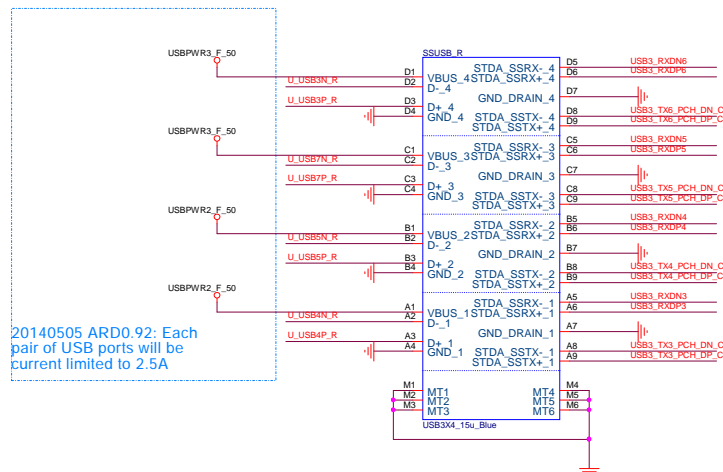 USBPWR3_F_50
SSUSB_R
U_USB3N_R
D1
D2
VBUS_4
D-_4
STDA_SSRX-_4
STDA_SSRX+_4
D5
D6
USB3_RXDN6
USB3_RXDP6
U_USB3P_R
D3
D4
D+_4
GND_4
GND_DRAIN_4
D7
STDA_SSTX-_4
STDA_SSTX+_4
D8
D9
USB3_TX6_PCH_DN_C
USB3_TX6_PCH_DP_C
USBPWR3_F_50
U_USB7N_R
C1
C2
VBUS_3
D-_3
STDA_SSRX-_3
STDA_SSRX+_3
C5
C6
USB3_RXDN5
USB3_RXDP5
U_USB7P_R
C3
C4
D+_3
GND_3
GND_DRAIN_3
C7
STDA_SSTX-_3
STDA_SSTX+_3
C8
C9
USB3_TX5_PCH_DN_C
USB3_TX5_PCH_DP_C
USBPWR2_F_50
U_USB5N_R
B1
B2
VBUS_2
D-_2
STDA_SSRX-_2
STDA_SSRX+_2
B5
B6
USB3_RXDN4
USB3_RXDP4
U_USB5P_R
B3
B4
D+_2
GND_2
GND_DRAIN_2
B7
STDA_SSTX-_2
STDA_SSTX+_2
B8
B9
USB3_TX4_PCH_DN_C
USB3_TX4_PCH_DP_C
USBPWR2_F_50
U_USB4N_R
A1
A2
VBUS_1
D-_1
STDA_SSRX-_1
STDA_SSRX+_1
A5
A6
USB3_RXDN3
USB3_RXDP3
U_USB4P_R
A3
A4
D+_1
GND_1
GND_DRAIN_1
A7
STDA_SSTX-_1
STDA_SSTX+_1
A8
A9
USB3_TX3_PCH_DN_C
USB3_TX3_PCH_DP_C
20140505 ARD0.92: Each
pair of USB ports will be
current limited to 2.5A
M1
M2
M3
MT1
MT2
MT3
MT4
MT5
MT6
M4
M5
M6
USB3X4_15u_Blue